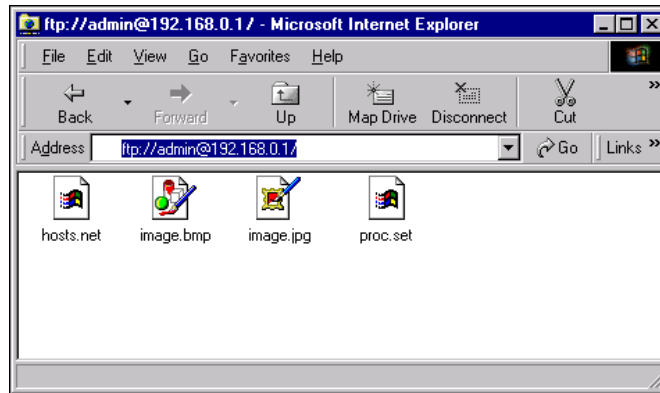 ftp://admin@192.168.0.1/ - Microsoft Internet Explorer
File Edit View Go Favorites Help
Back Forward Up Map Drive Disconnect Cut »
Address ftp://admin@192.168.0.1/ Go Links »
hosts.net image.bmp image.jpg proc.set